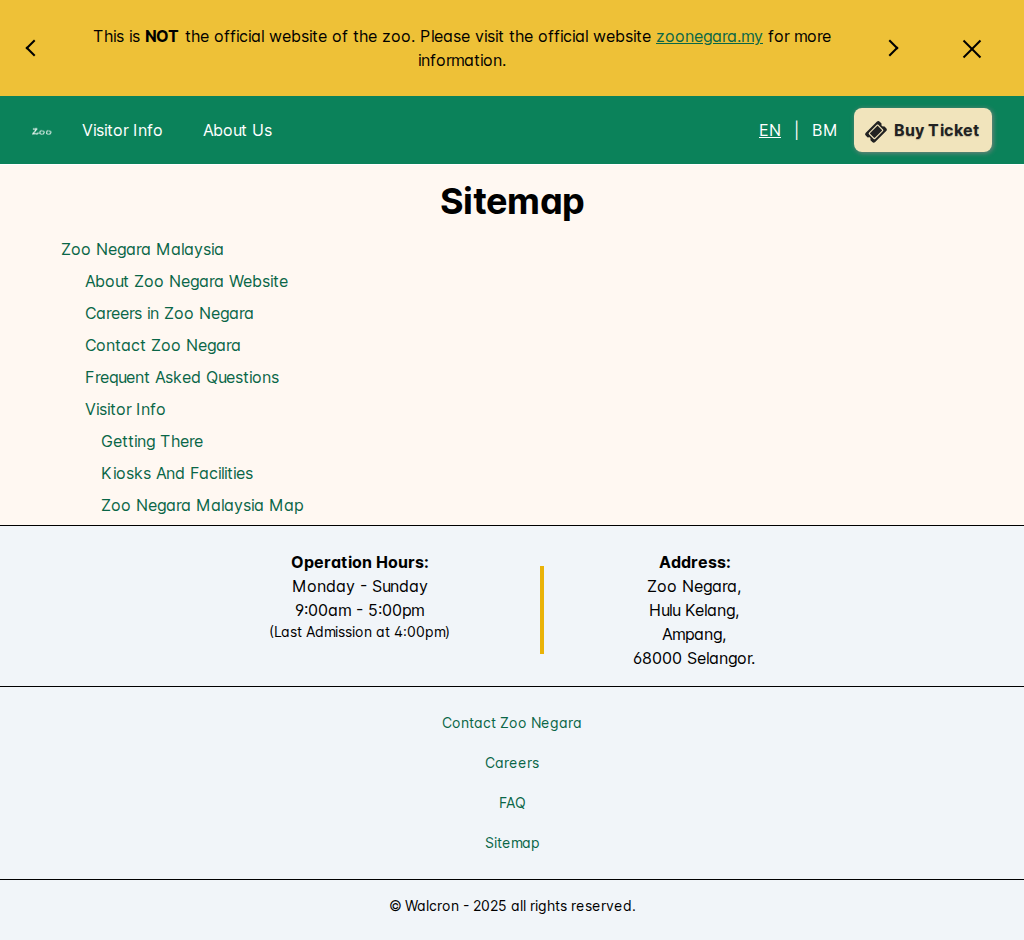 This is NOT the official website of the zoo. Please visit the official website zoonegara.my for more
information.
Zoo
Visitor Info
About Us
EN | BM
Buy Ticket
Sitemap
Zoo Negara Malaysia
About Zoo Negara Website
Careers in Zoo Negara
Contact Zoo Negara
Frequent Asked Questions
Visitor Info
Getting There
Kiosks And Facilities
Zoo Negara Malaysia Map
Operation Hours:
Monday - Sunday
9:00am - 5:00pm
(Last Admission at 4:00pm)
Address:
Zoo Negara,
Hulu Kelang,
Ampang,
68000 Selangor.
Contact Zoo Negara
Careers
FAQ
Sitemap
© Walcron - 2025 all rights reserved.